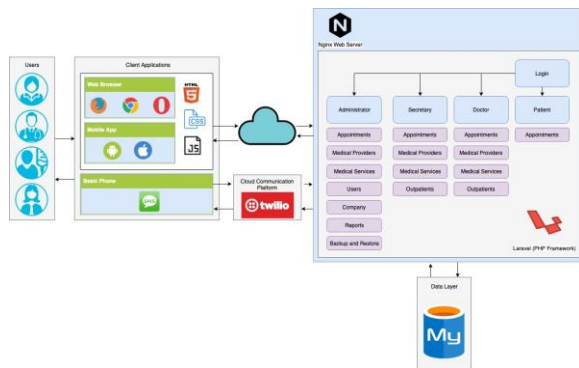 Nginx Web Server
Users
Client Applications
Web Browser
HTML
5
CSS
Mobile App
JS
Basic Phone
SMS
Cloud Communication
Platform
twilio
Login
Administrator
Secretary
Doctor
Patient
Appointments
Appointments
Appointments
Appointments
Medical Providers
Medical Providers
Medical Providers
Medical Services
Medical Services
Medical Services
Users
Outpatients
Outpatients
Company
Reports
Backup and Restore
Laravel (PHP Framework)
Data Layer
My